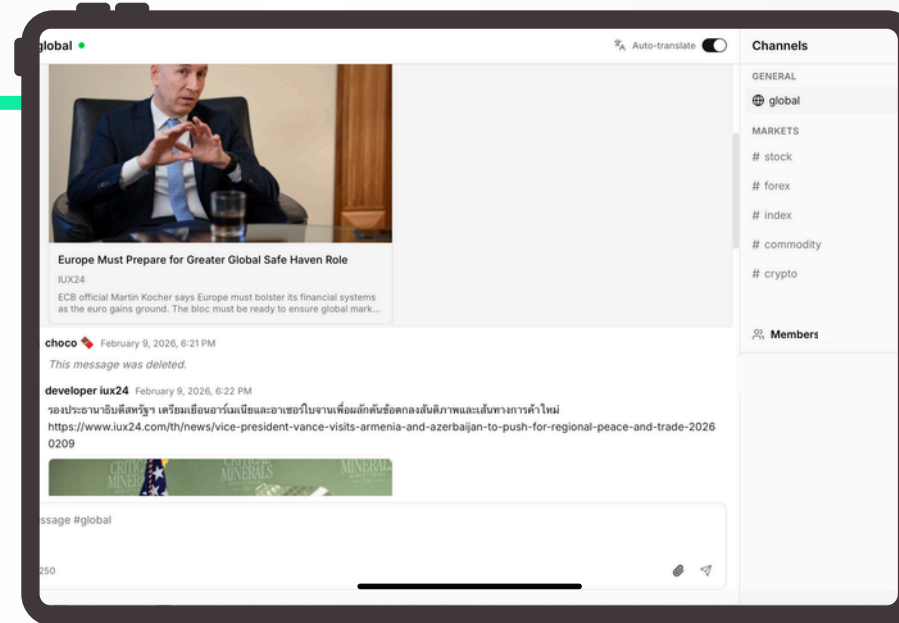 global
Auto-translate
Channels
GENERAL
global
MARKETS
# stock
# forex
# index
# commodity
# crypto
Members
Europe Must Prepare for Greater Global Safe Haven Role
IUX24
ECB official Martin Kocher says Europe must bolster its financial systems
as the euro gains ground. The bloc must be ready to ensure global mark...
choco February 9, 2026, 6:21 PM
This message was deleted.
developer iux24 February 9, 2026, 6:22 PM
รองประธานาธิบดีสหรัฐฯ เตรียมเยือนอาร์เมเนียและอาเซอร์ไบจานเพื่อผลักดันข้อตกลงสันติภาพและเส้นทางการค้าใหม่
https://www.iux24.com/th/news/vice-president-vance-visits-armenia-and-azerbaijan-to-push-for-regional-peace-and-trade-2026
0209
CRITICAL
MINERALS
CRITICAL
MINERALS
MINERALS
ssage #global
250